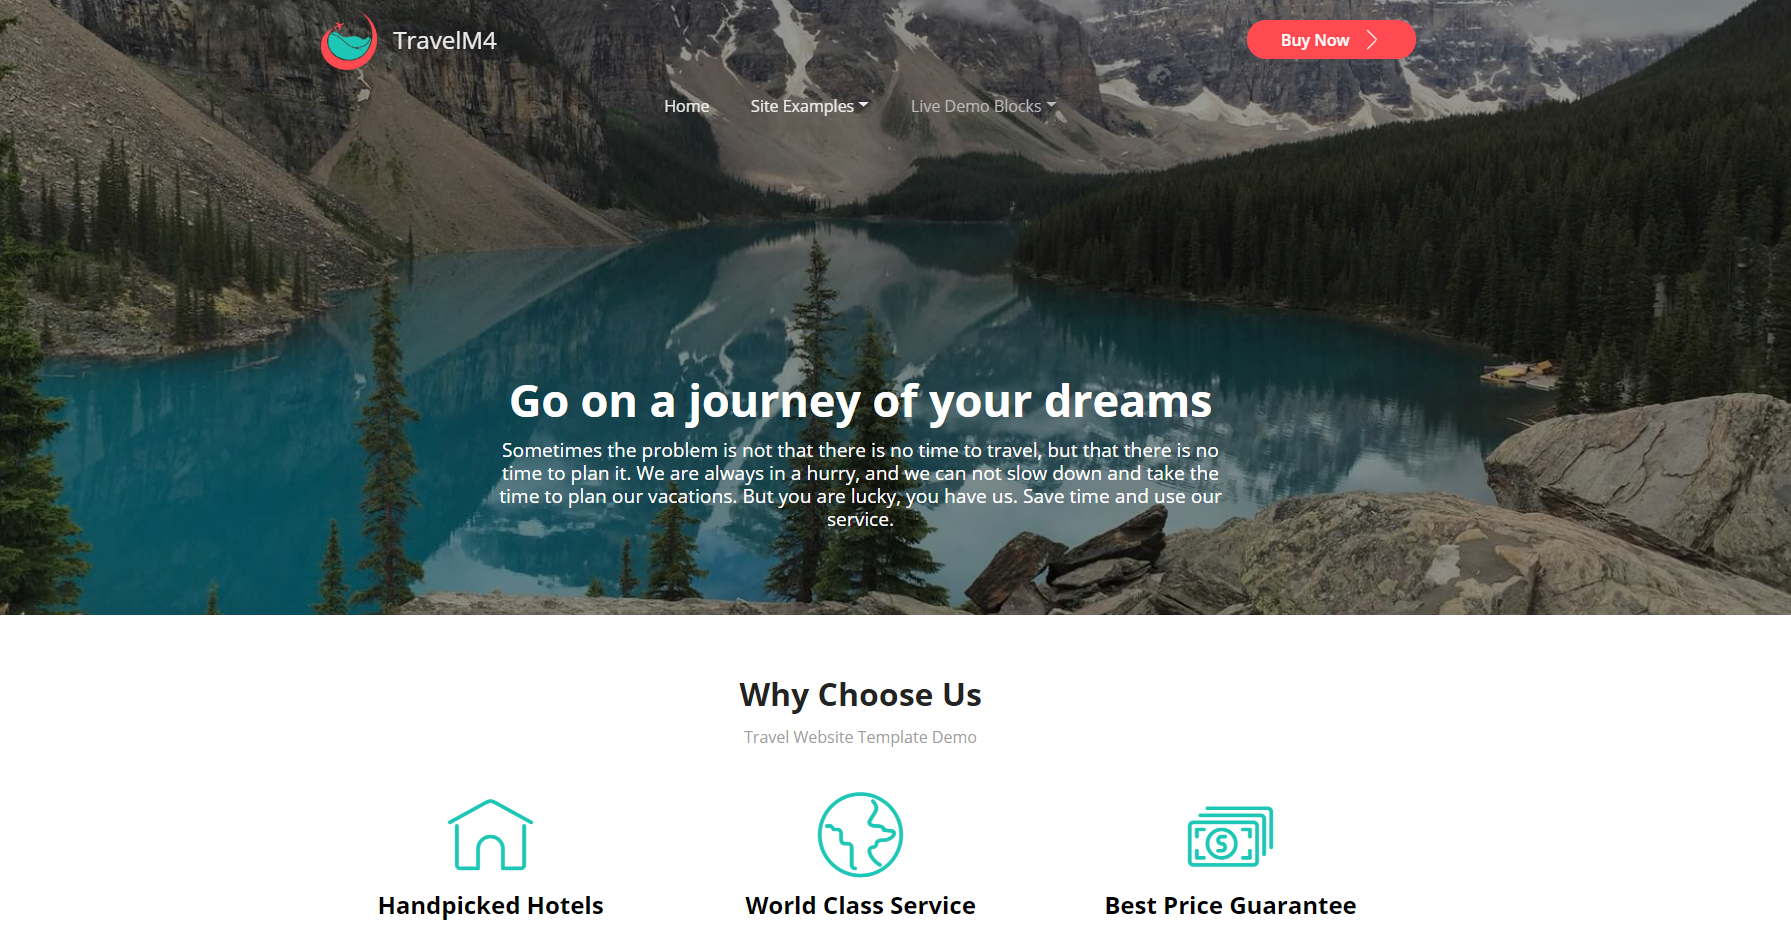 TravelM4
Buy Now
Home
Site Examples
Live Demo Blocks
Go on a journey of your dreams
Sometimes the problem is not that there is no time to travel, but that there is no
time to plan it. We are always in a hurry, and we can not slow down and take the
time to plan our vacations. But you are lucky, you have us. Save time and use our
service.
Why Choose Us
Travel Website Template Demo
Handpicked Hotels
World Class Service
Best Price Guarantee